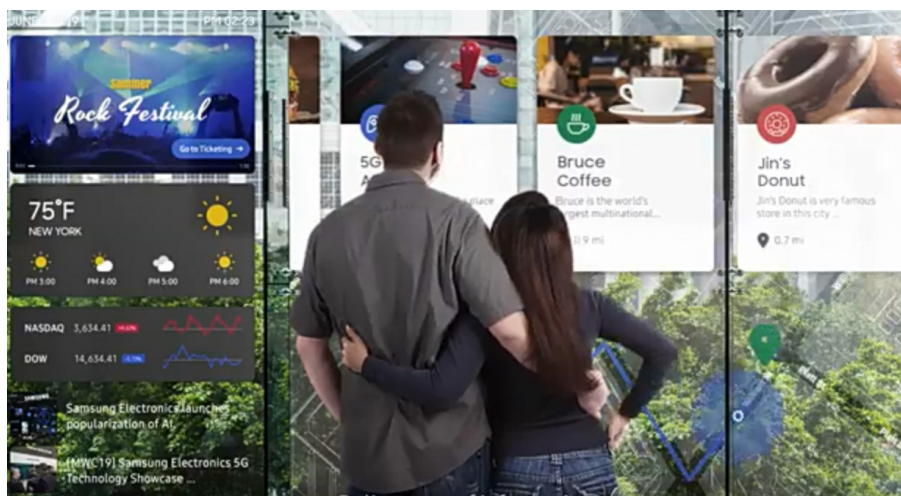 PM 02:23
Summer
Rock Festival
Go to Ticketing →
75°F
NEW YORK
PM 3:00
PM 4:00
PM 5:00
PM 6:00
NASDAQ 3,634.41
DOW 14,634.41
SAMSUNG
Samsung Electronics launches
popularization of AI.
[MWC19] Samsung Electronics 5G
Technology Showcase ...
5G
place
Bruce
Coffee
Bruce is the world's
largest multinational...
9 mi
Jin's
Donut
Jin's Donut is very famous
store in this city ...
0.7 mi